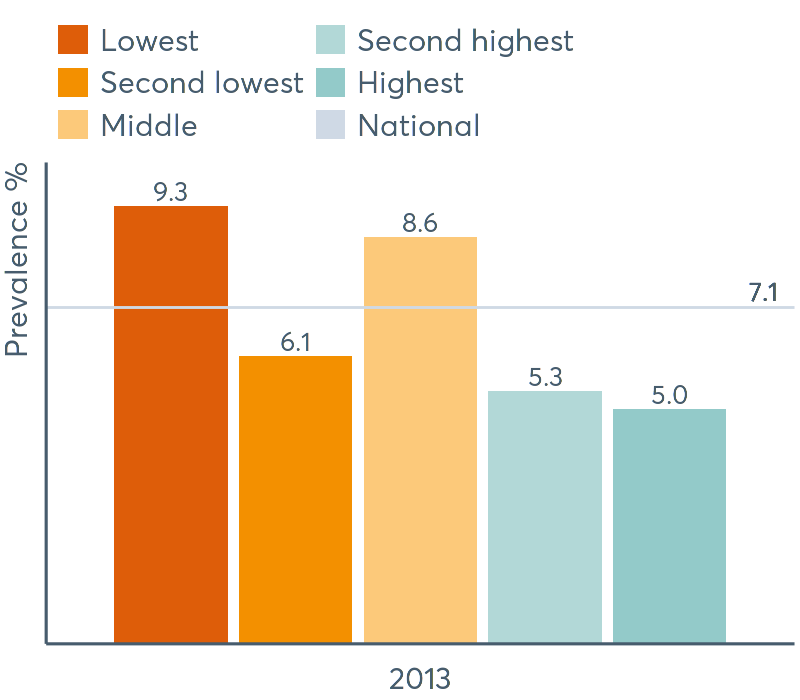 Lowest
Second lowest
Middle
Second highest
Highest
National
Prevalence %
9.3
6.1
8.6
5.3
5.0
7.1
2013